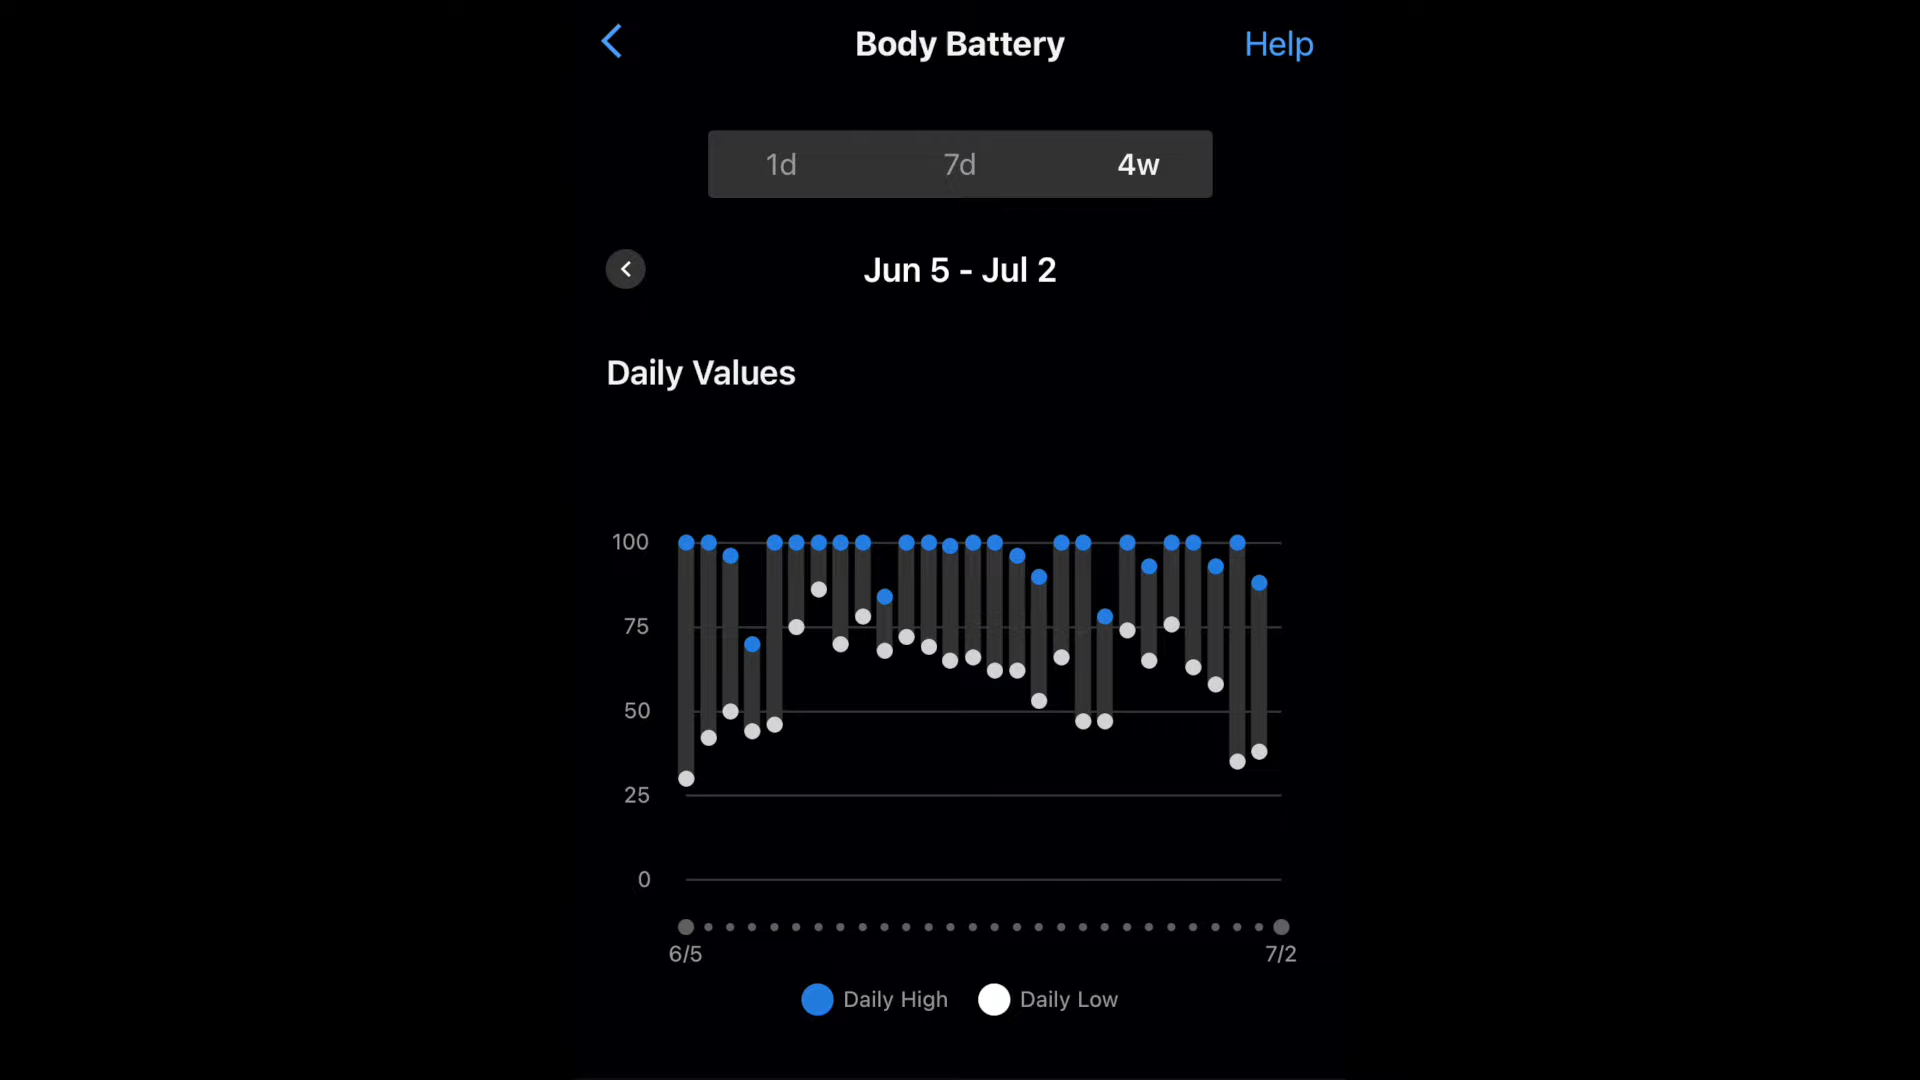 Body Battery
Help
1d 7d 4w
Jun 5 - Jul 2
Daily Values
100
75
50
25
0
6/5 7/2
Daily High Daily Low